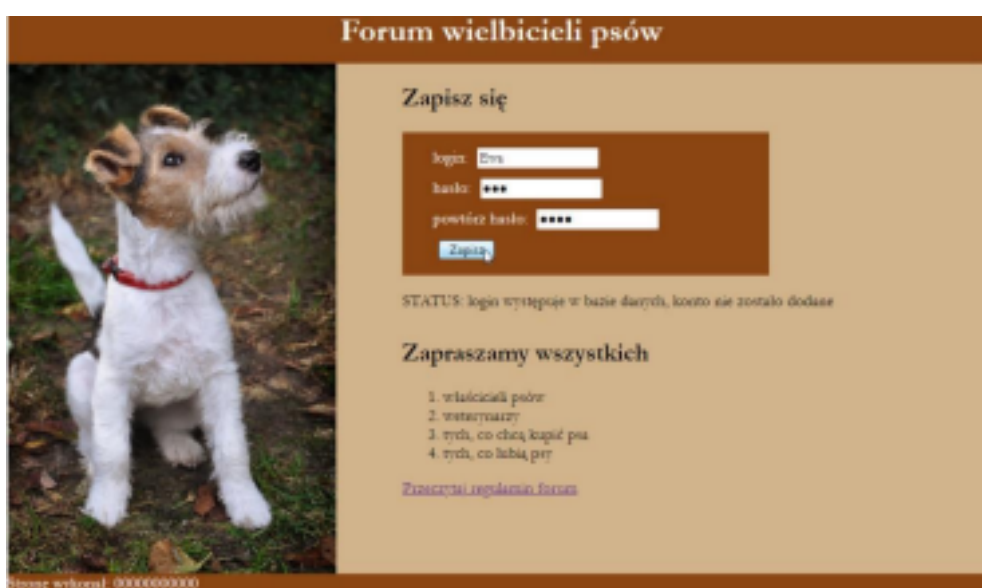 Forum wielbicieli psów
Zapisz się
login: Ewa
hasło: •••
powtórz hasło: ••••
Zapisz
STATUS: login występuje w bazie danych, konto nie zostało dodane
Zapraszamy wszystkich
1. właścicieli psów
2. weterynarzy
3. tych, co chcą kupić psa
4. tych, co lubią psy
Przeczytaj regulamin forum
Stronę wykonał: 00000000000